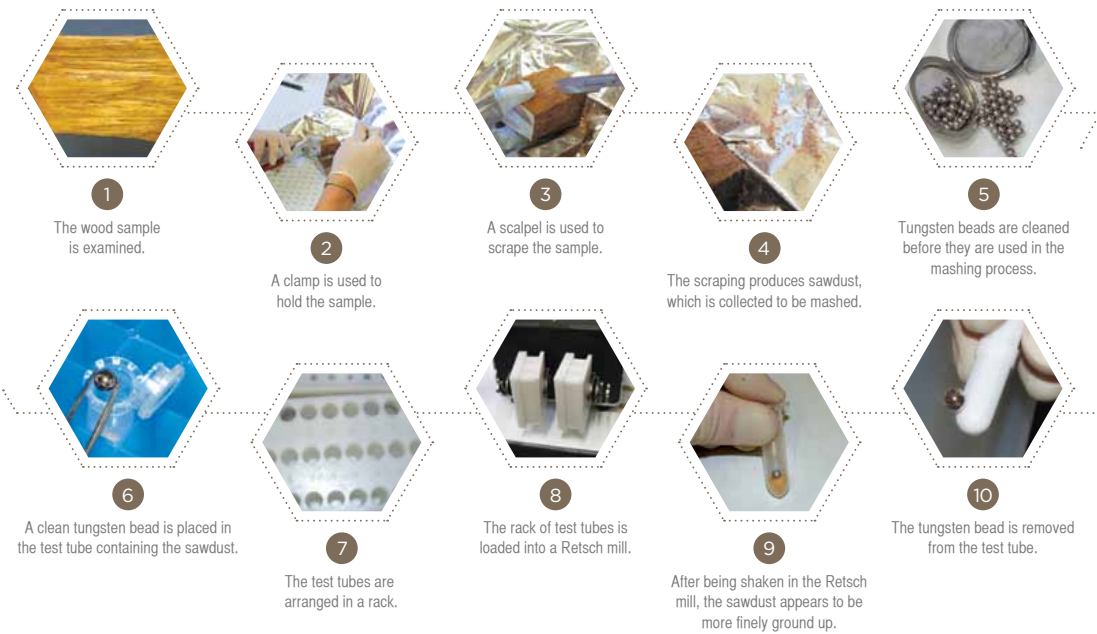 1
The wood sample
is examined.
2
A clamp is used to
hold the sample.
3
A scalpel is used to
scrape the sample.
4
The scraping produces sawdust,
which is collected to be mashed.
5
Tungsten beads are cleaned
before they are used in the
mashing process.
6
A clean tungsten bead is placed in
the test tube containing the sawdust.
7
The test tubes are
arranged in a rack.
8
The rack of test tubes is
loaded into a Retsch mill.
9
After being shaken in the Retsch
mill, the sawdust appears to be
more finely ground up.
10
The tungsten bead is removed
from the test tube.